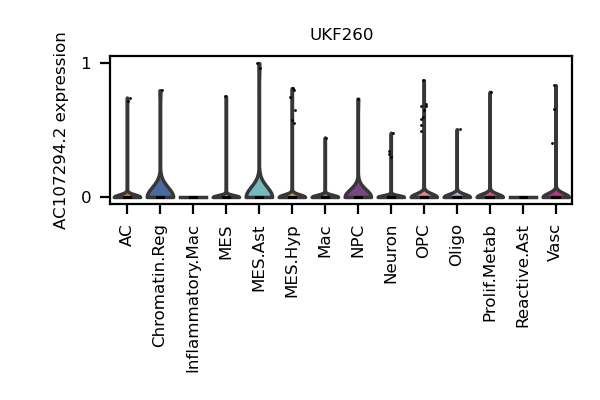 UKF260
AC107294.2 expression
1
0
AC
Chromatin.Reg
Inflammatory.Mac
MES
MES.Ast
MES.Hyp
Mac
NPC
Neuron
OPC
Oligo
Prolif.Metab
Reactive.Ast
Vasc